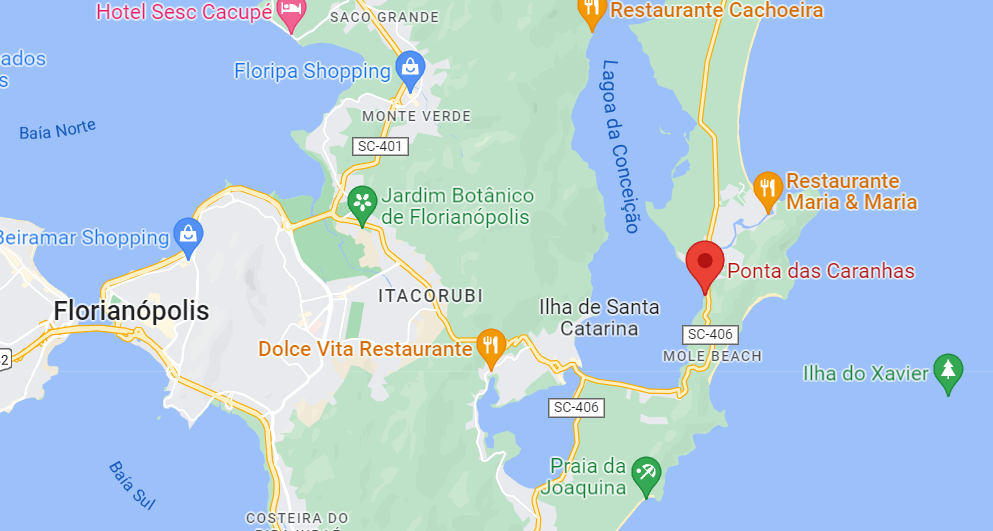 Hotel Sesc Cacupé
SACO GRANDE
Restaurante Cachoeira
ados
s
Floripa Shopping
Lagoa da Conceição
MONTE VERDE
Baía Norte
SC-401
Jardim Botânico
de Florianópolis
Restaurante
Maria & Maria
Beiramar Shopping
Ponta das Caranhas
ITACORUBI
Ilha de Santa
Catarina
Florianópolis
SC-406
Dolce Vita Restaurante
MOLE BEACH
2
Ilha do Xavier
SC-406
Praia da
Joaquina
Baía Sul
COSTEIRA DO